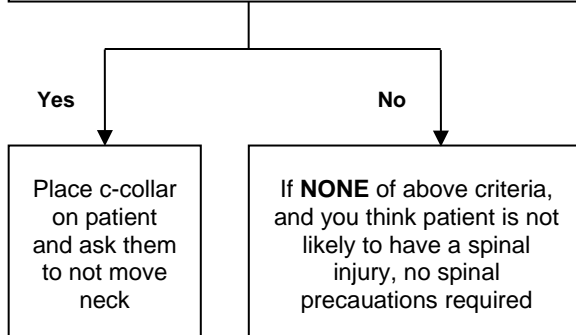 Yes
No
Place c-collar
on patient
and ask them
to not move
neck
If NONE of above criteria,
and you think patient is not
likely to have a spinal
injury, no spinal
precauations required